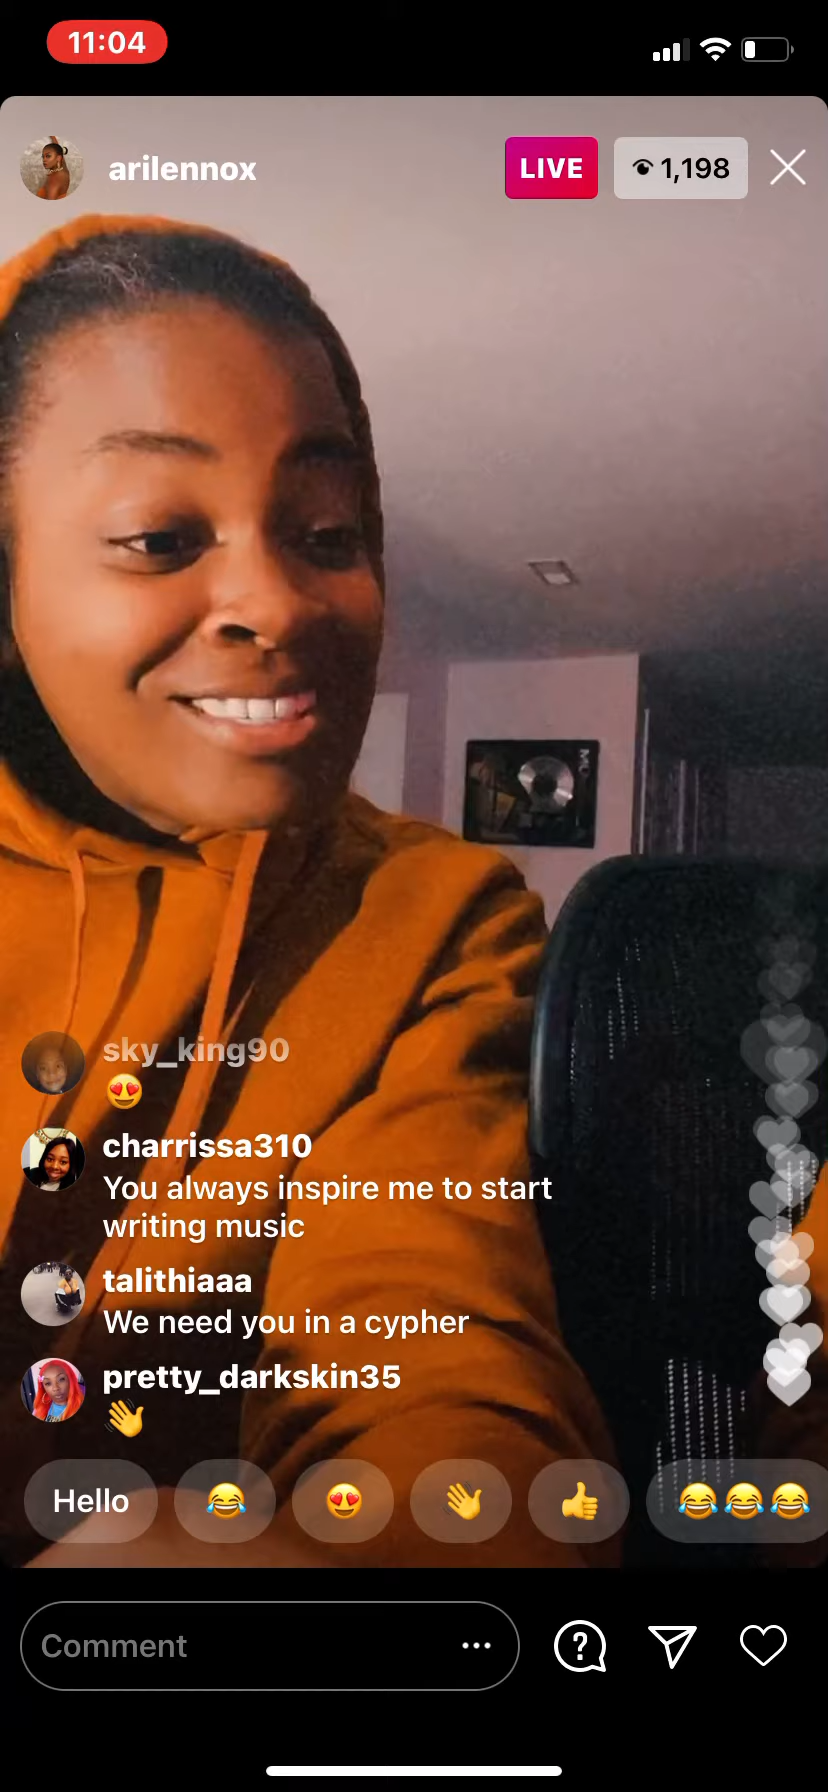 11:04
arilennox
LIVE
1,198
sky_king90
😍
charrissa310
You always inspire me to start
writing music
talithiaaa
We need you in a cypher
pretty_darkskin35
👋
Hello 😂 😍 👋 👍 😂😂😂
Comment